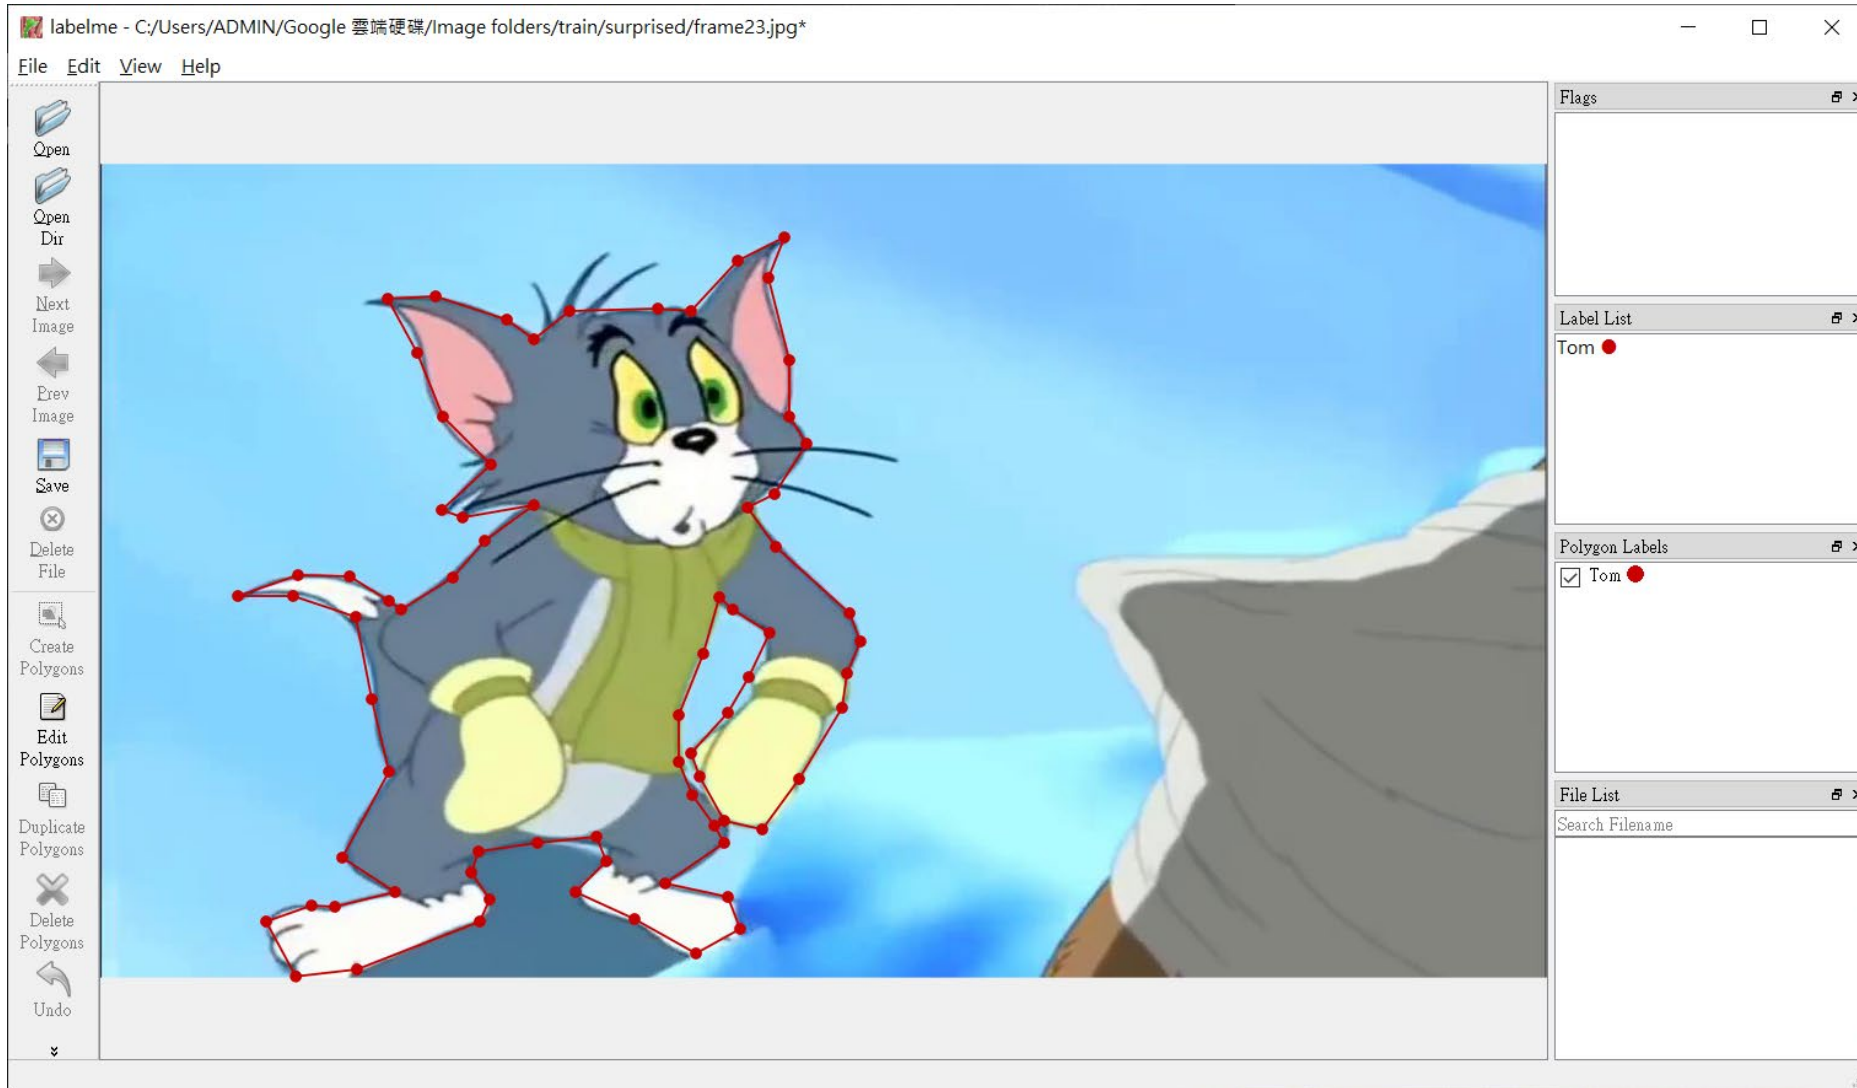 labelme - C:/Users/ADMIN/Google 雲端硬碟/Image folders/train/surprised/frame23.jpg*
File Edit View Help
Open
Open
Dir
Next
Image
Prev
Image
Save
Delete
File
Create
Polygons
Edit
Polygons
Duplicate
Polygons
Delete
Polygons
Undo
Flags
Label List
Tom
Polygon Labels
Tom
File List
Search Filename